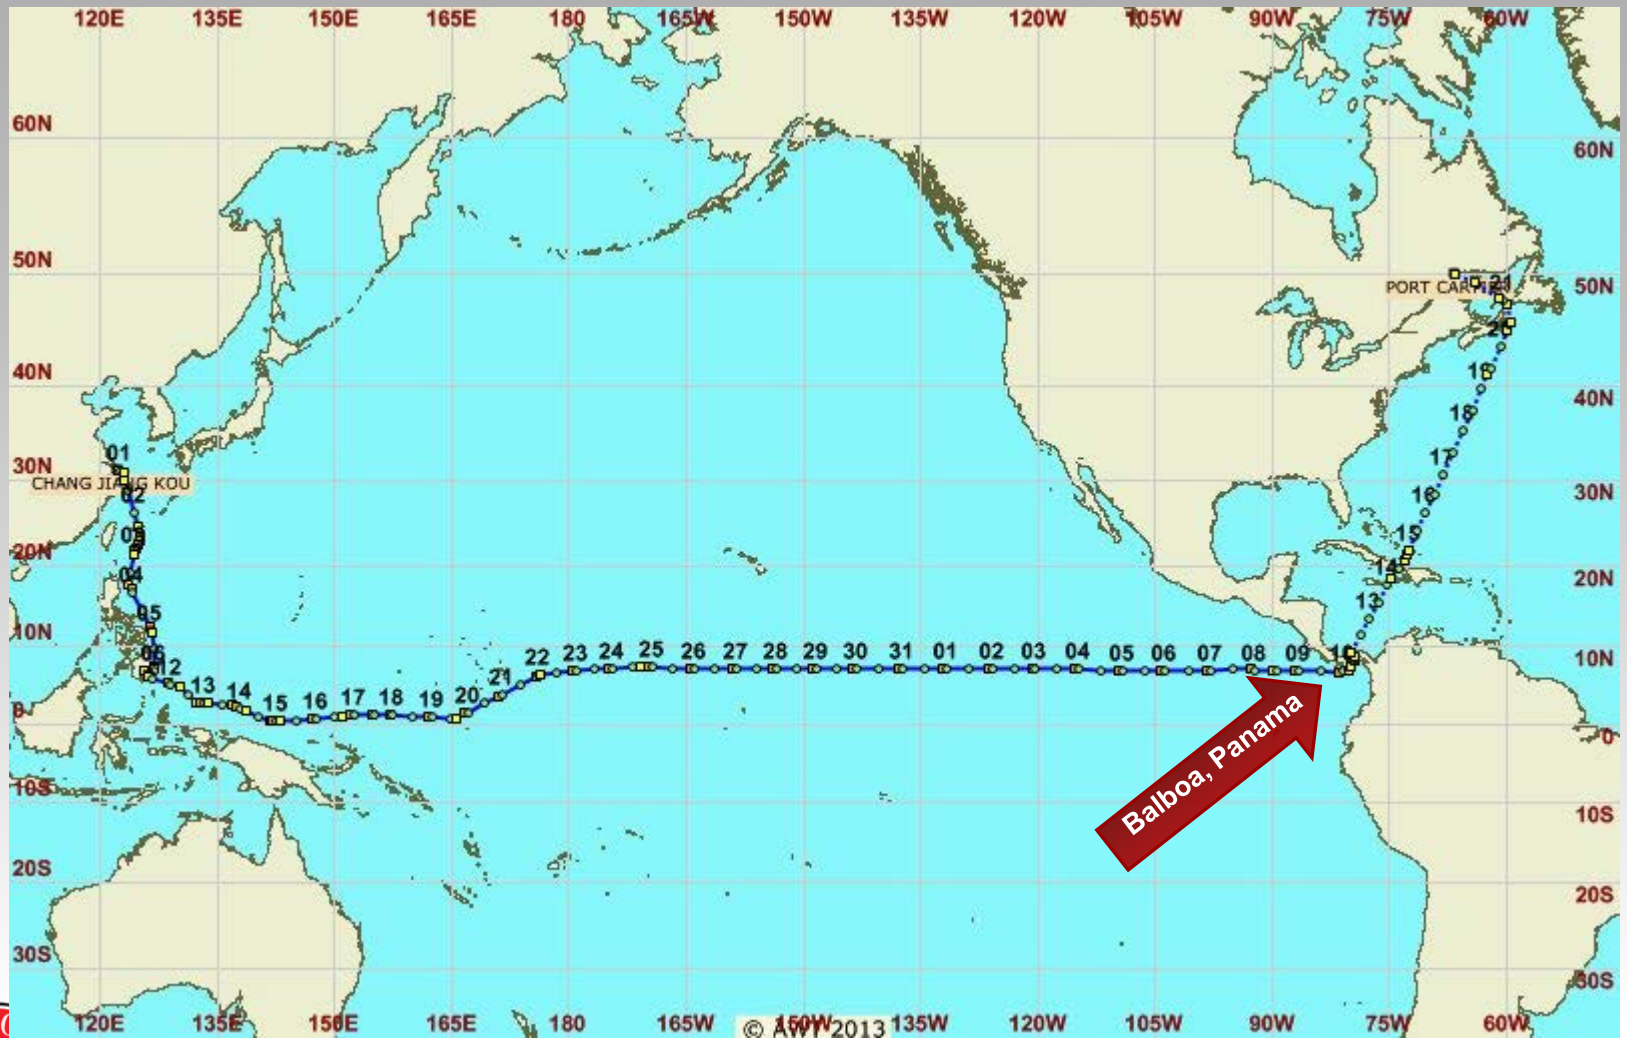 120E 135E 150E 165E 180 165W 150W 135W 120W 105W 90W 75W 60W
60N
60N
50N
50N
PORT CARTIER
21
20
40N
40N
19
18
01
17
30N
30N
CHANG JIANG KOU
02
16
15
03
20N
20N
14
04
13
05
10N
10N
06
12 13 14 15 16 17 18 19 20 21 22 23 24 25 26 27 28 29 30 31 01 02 03 04 05 06 07 08 09 10
0
Balboa, Panama
10S
10S
20S
20S
30S
30S
120E 135E 150E 165E 180 165W 150W 135W 120W 105W 90W 75W 60W
© AWT 2013